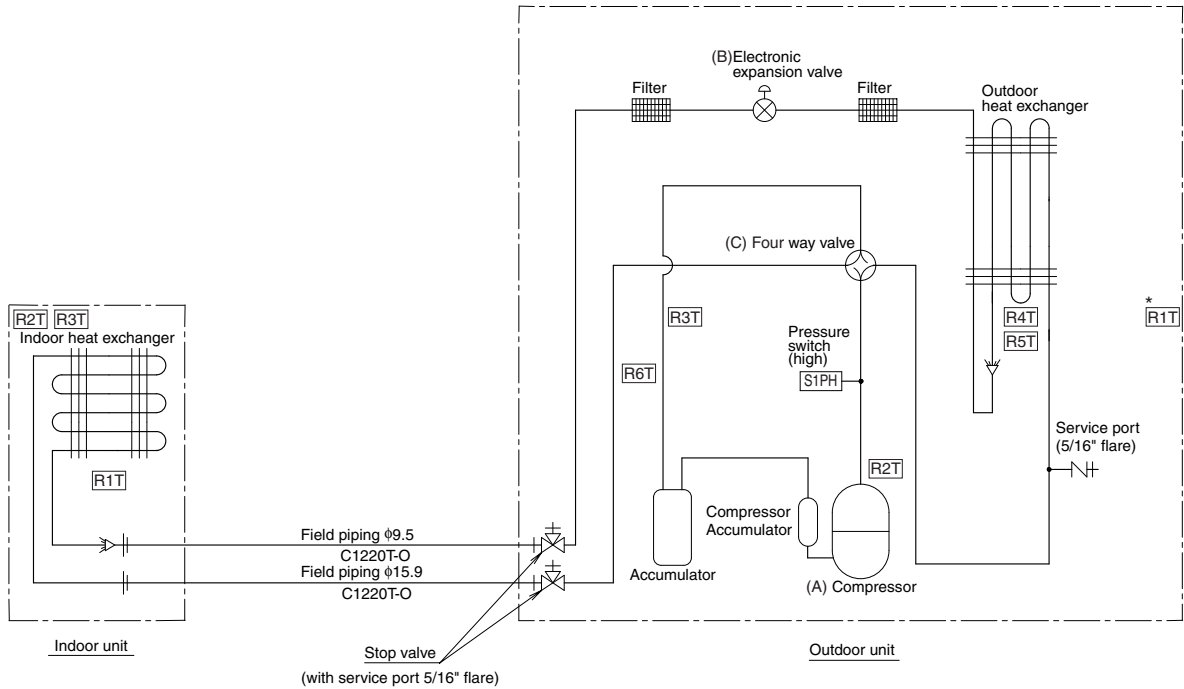 (B)Electronic
expansion valve
Filter
Filter
Outdoor
heat exchanger
(C) Four way valve
R2T R3T
Indoor heat exchanger
R3T
R4T
*
R1T
Pressure
switch
(high)
R5T
R6T
S1PH
Service port
(5/16" flare)
R1T
R2T
Compressor
Accumulator
Field piping ϕ9.5
C1220T-O
Field piping ϕ15.9
C1220T-O
Accumulator
(A) Compressor
Indoor unit
Stop valve
(with service port 5/16" flare)
Outdoor unit